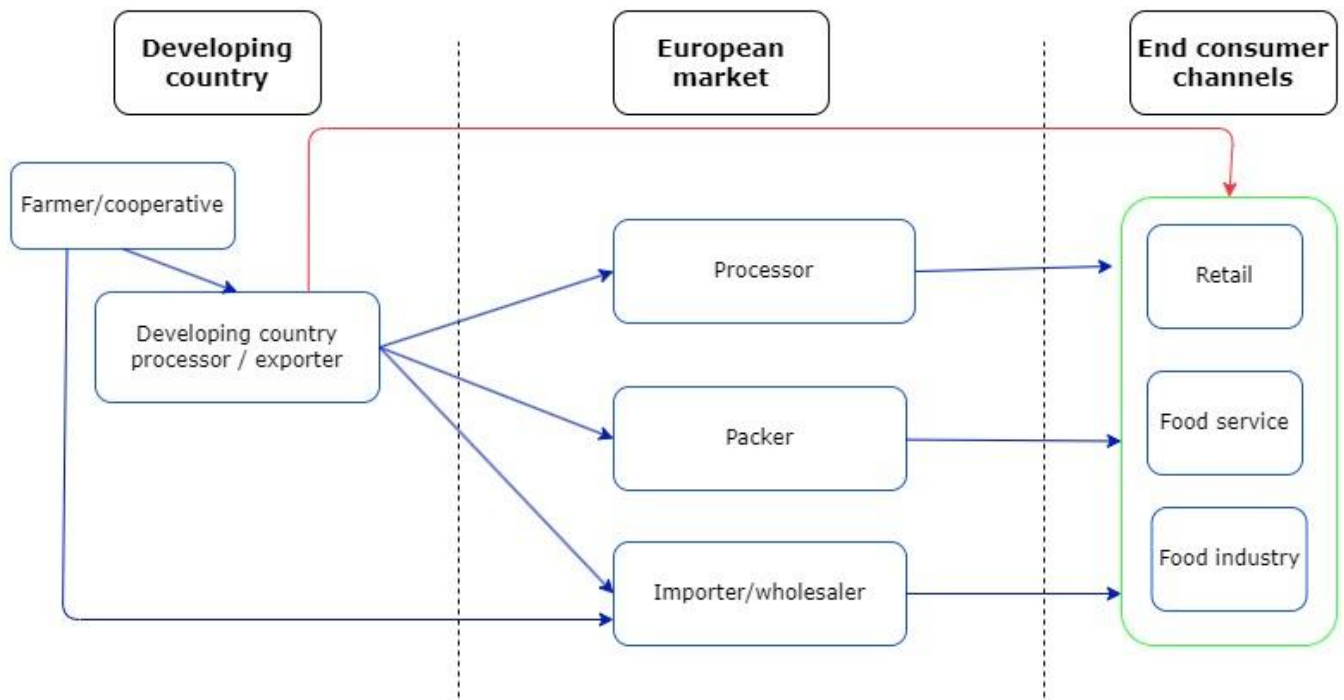 Developing
country
European
market
End consumer
channels
Farmer/cooperative
Developing country
processor / exporter
Processor
Packer
Importer/wholesaler
Retail
Food service
Food industry